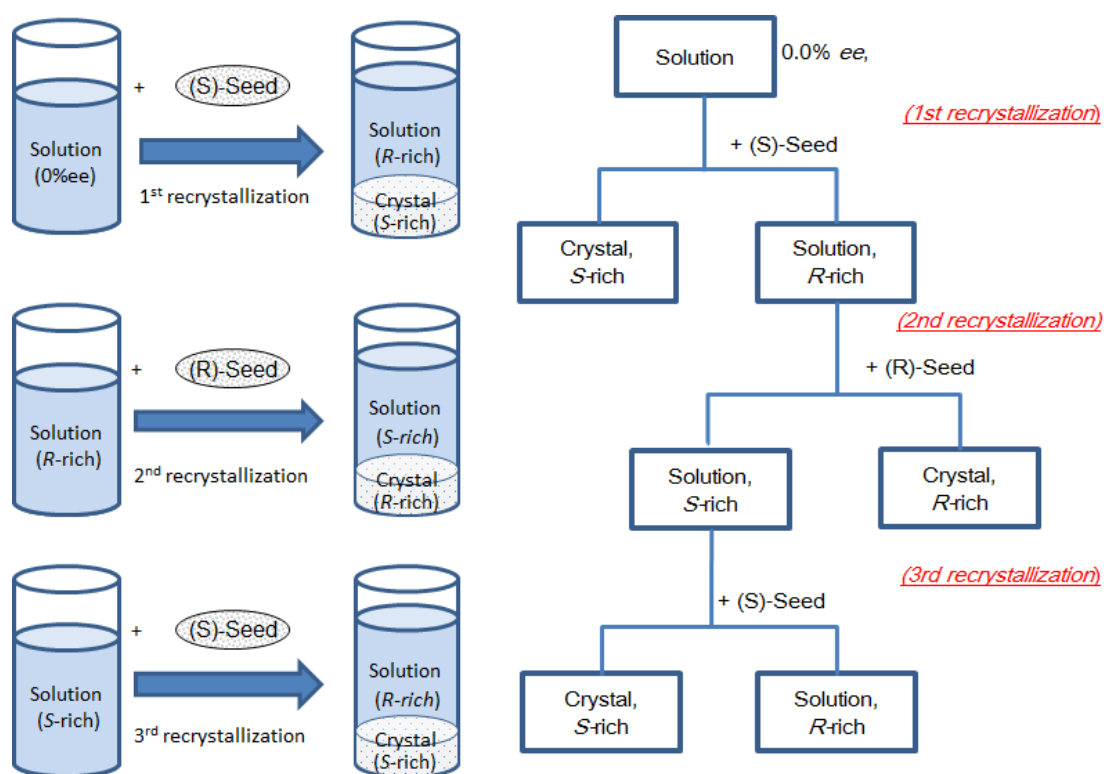 +
(S)-Seed
Solution
(0%ee)
1st recrystallization
Solution
(R-rich)
Crystal
(S-rich)
+
(R)-Seed
Solution
(R-rich)
2nd recrystallization
Solution
(S-rich)
Crystal
(R-rich)
+
(S)-Seed
Solution
(S-rich)
3rd recrystallization
Solution
(R-rich)
Crystal
(S-rich)
Solution
0.0% ee,
(1st recrystallization)
+ (S)-Seed
Crystal,
S-rich
Solution,
R-rich
(2nd recrystallization)
+ (R)-Seed
Solution,
S-rich
Crystal,
R-rich
(3rd recrystallization)
+ (S)-Seed
Crystal,
S-rich
Solution,
R-rich